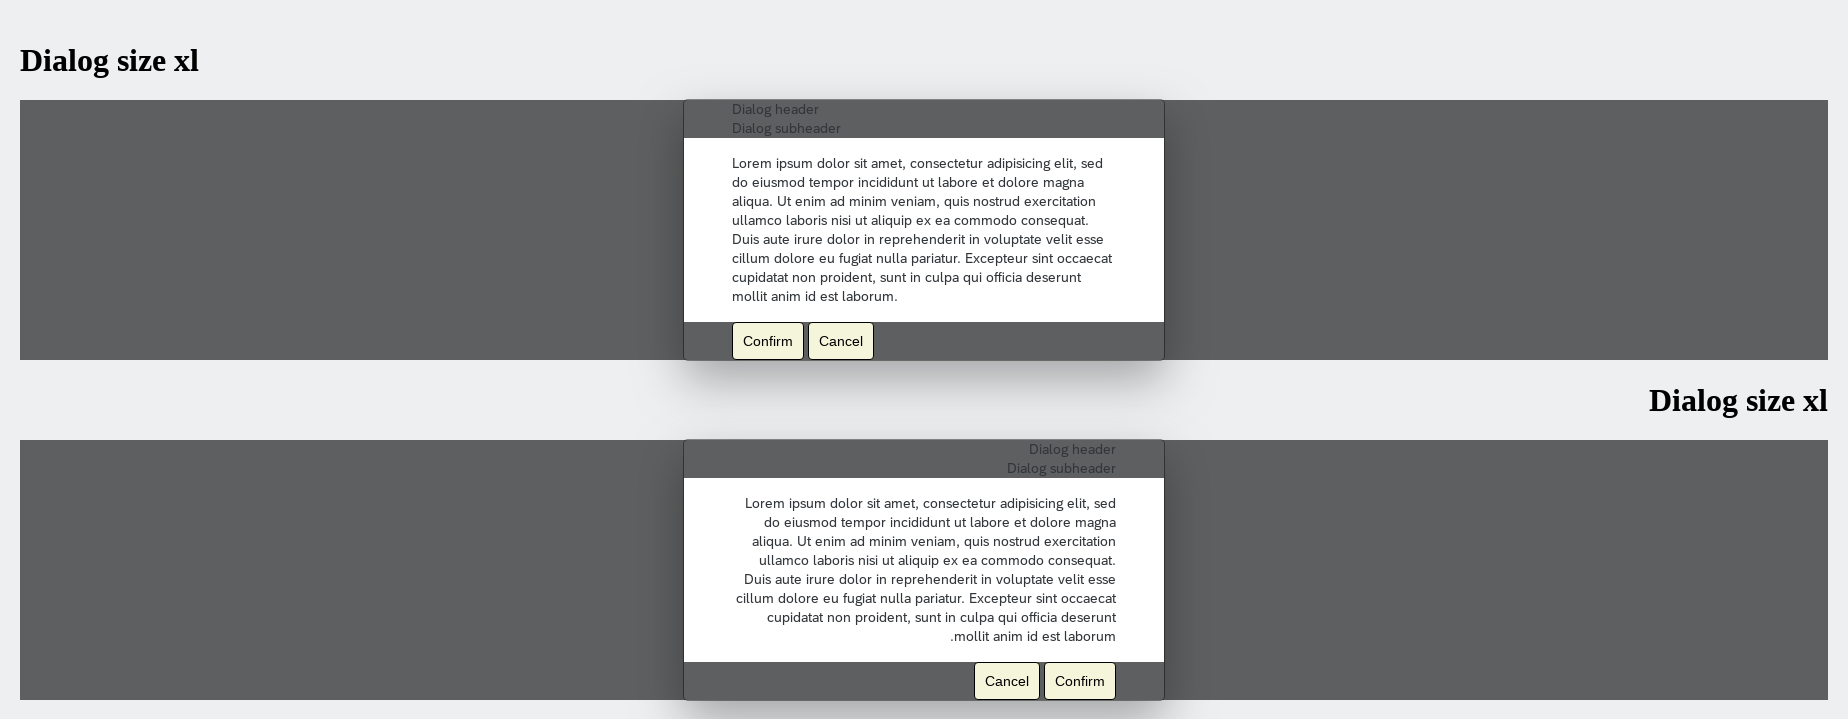 Dialog size xl
Dialog header
Dialog subheader
Lorem ipsum dolor sit amet, consectetur adipisicing elit, sed
do eiusmod tempor incididunt ut labore et dolore magna
aliqua. Ut enim ad minim veniam, quis nostrud exercitation
ullamco laboris nisi ut aliquip ex ea commodo consequat.
Duis aute irure dolor in reprehenderit in voluptate velit esse
cillum dolore eu fugiat nulla pariatur. Excepteur sint occaecat
cupidatat non proident, sunt in culpa qui officia deserunt
mollit anim id est laborum.
Confirm Cancel
Dialog size xl
Dialog header
Dialog subheader
Lorem ipsum dolor sit amet, consectetur adipisicing elit, sed
do eiusmod tempor incididunt ut labore et dolore magna
aliqua. Ut enim ad minim veniam, quis nostrud exercitation
ullamco laboris nisi ut aliquip ex ea commodo consequat.
Duis aute irure dolor in reprehenderit in voluptate velit esse
cillum dolore eu fugiat nulla pariatur. Excepteur sint occaecat
cupidatat non proident, sunt in culpa qui officia deserunt
.mollit anim id est laborum
Cancel Confirm